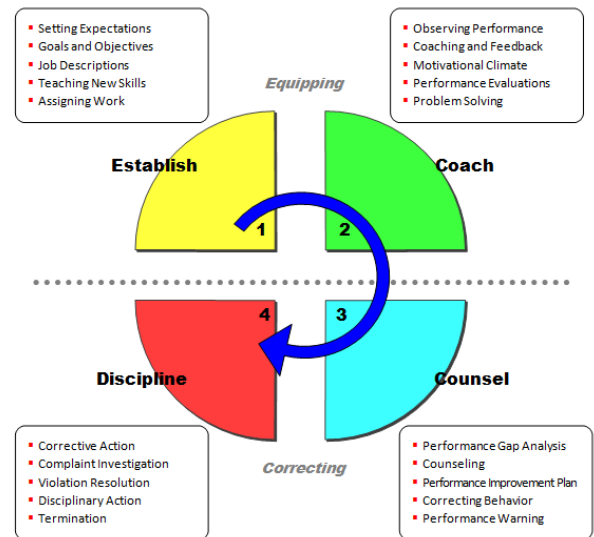 Setting Expectations
Goals and Objectives
Job Descriptions
Teaching New Skills
Assigning Work
Observing Performance
Coaching and Feedback
Motivational Climate
Performance Evaluations
Problem Solving
Equipping
Establish
Coach
1
2
4
3
Discipline
Counsel
Corrective Action
Complaint Investigation
Violation Resolution
Disciplinary Action
Termination
Correcting
Performance Gap Analysis
Counseling
Performance Improvement Plan
Correcting Behavior
Performance Warning